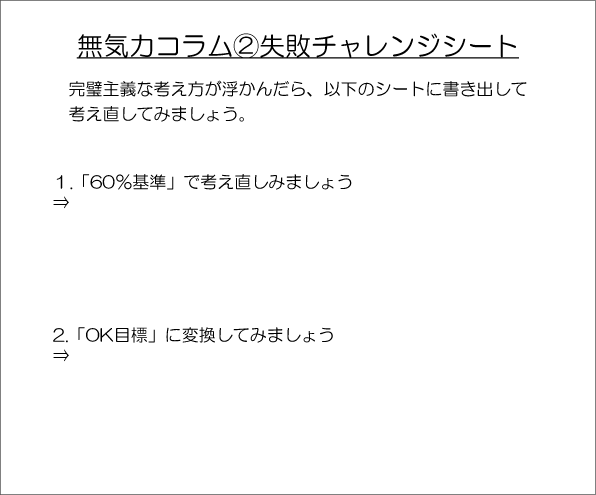 無気力コラム②失敗チャレンジシート
完璧主義な考え方が浮かんだら、以下のシートに書き出して
考え直してみましょう。
１.「60％基準」で考え直しみましょう
⇒
2.「OK目標」に変換してみましょう
⇒